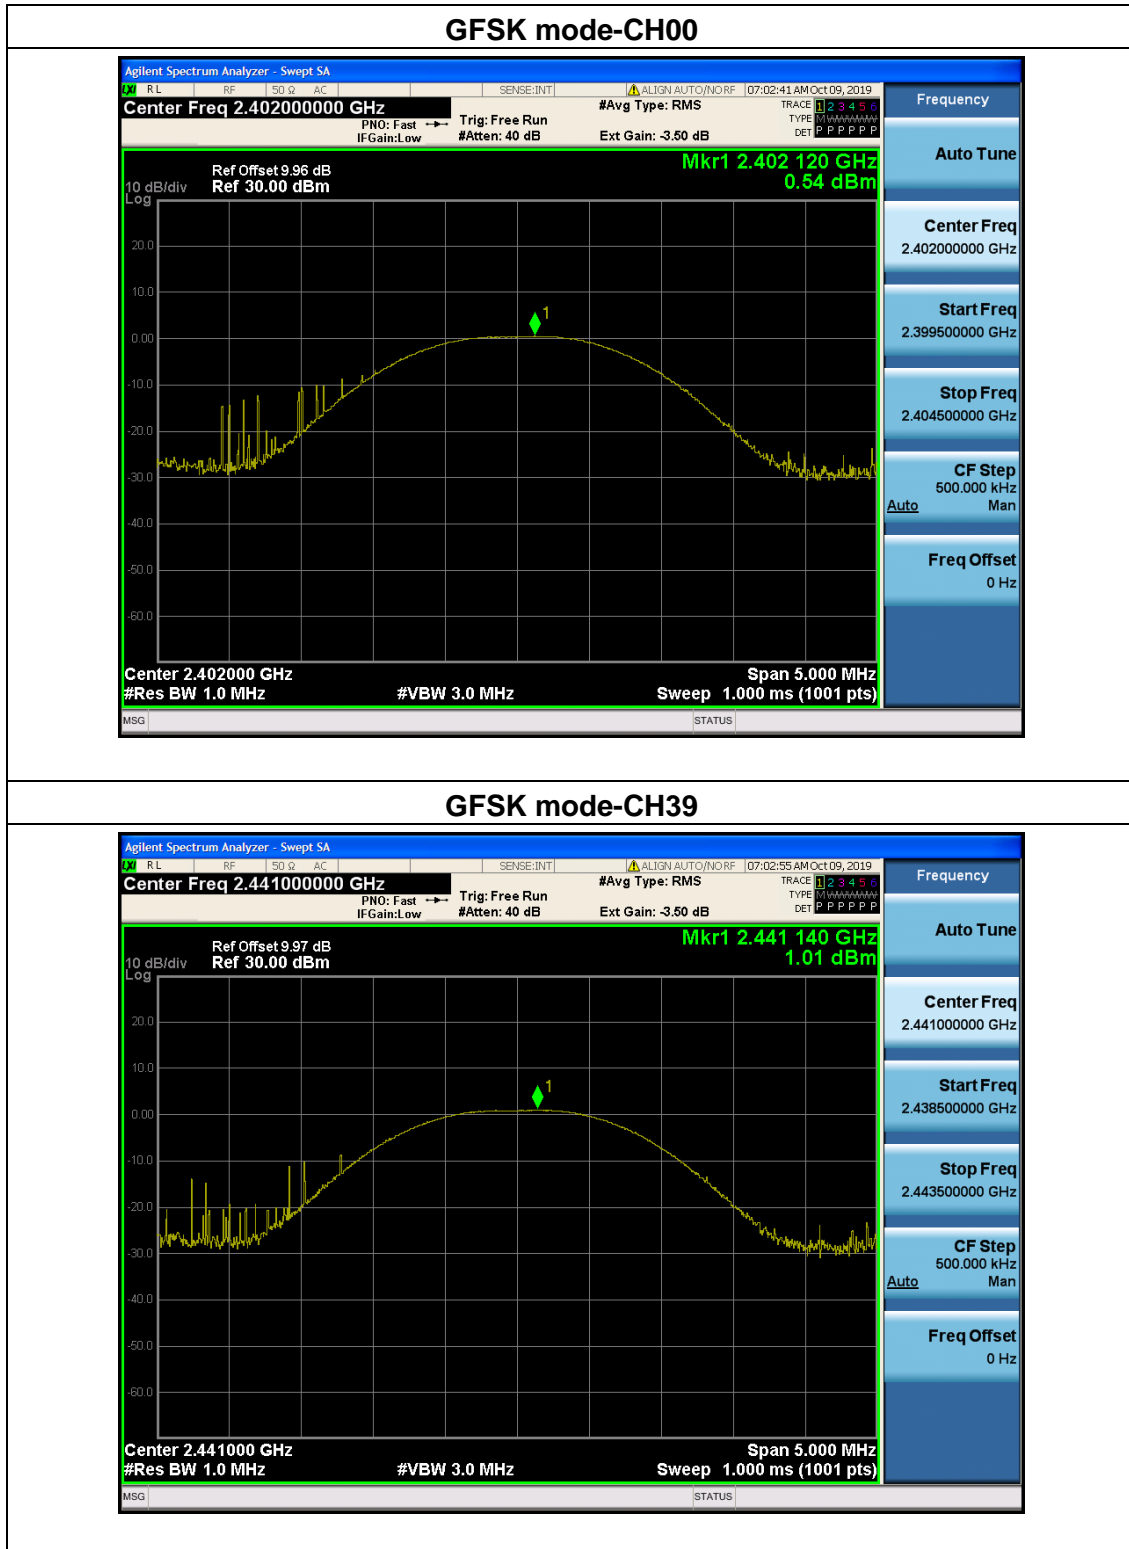 GFSK mode-CH00
Agilent Spectrum Analyzer - Swept SA
LXI RL RF 50 Ω AC SENSE:INT ALIGN AUTO/NO RF 07:02:41 AM Oct 09, 2019
Center Freq 2.402000000 GHz #Avg Type: RMS TRACE 1 2 3 4 5 6
PNO: Fast Trig: Free Run TYPE M WWWWW
IFGain:Low #Atten: 40 dB Ext Gain: -3.50 dB DET P P P P P P
Mkr1 2.402 120 GHz
0.54 dBm
Ref Offset 9.96 dB
10 dB/div Ref 30.00 dBm
Log
20.0
10.0
1
0.00
-10.0
-20.0
-30.0
-40.0
-50.0
-60.0
Center 2.402000 GHz Span 5.000 MHz
#Res BW 1.0 MHz #VBW 3.0 MHz Sweep 1.000 ms (1001 pts)
MSG STATUS
Frequency
Auto Tune
Center Freq
2.402000000 GHz
Start Freq
2.399500000 GHz
Stop Freq
2.404500000 GHz
CF Step
500.000 kHz
Auto Man
Freq Offset
0 Hz
GFSK mode-CH39
Agilent Spectrum Analyzer - Swept SA
LXI RL RF 50 Ω AC SENSE:INT ALIGN AUTO/NO RF 07:02:55 AM Oct 09, 2019
Center Freq 2.441000000 GHz #Avg Type: RMS TRACE 1 2 3 4 5 6
PNO: Fast Trig: Free Run TYPE M WWWWW
IFGain:Low #Atten: 40 dB Ext Gain: -3.50 dB DET P P P P P P
Mkr1 2.441 140 GHz
1.01 dBm
Ref Offset 9.97 dB
10 dB/div Ref 30.00 dBm
Log
20.0
10.0
1
0.00
-10.0
-20.0
-30.0
-40.0
-50.0
-60.0
Center 2.441000 GHz Span 5.000 MHz
#Res BW 1.0 MHz #VBW 3.0 MHz Sweep 1.000 ms (1001 pts)
MSG STATUS
Frequency
Auto Tune
Center Freq
2.441000000 GHz
Start Freq
2.438500000 GHz
Stop Freq
2.443500000 GHz
CF Step
500.000 kHz
Auto Man
Freq Offset
0 Hz